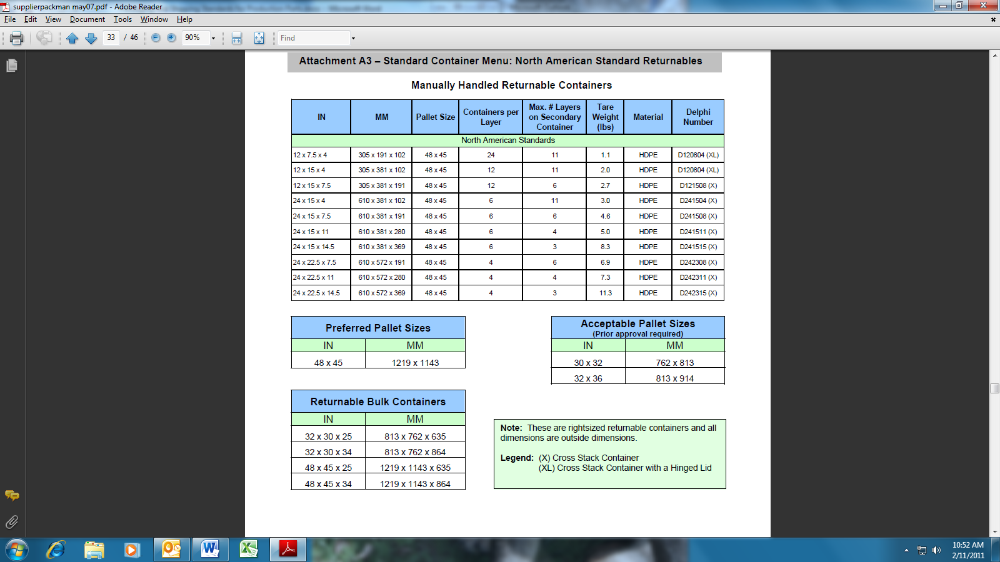 supplierpackman may07.pdf - Adobe Reader
File Edit View Document Tools Window Help
33 / 46 90% Find
Attachment A3 – Standard Container Menu: North American Standard Returnables
Manually Handled Returnable Containers
IN MM Pallet Size Containers per Layer Max. # Layers on Secondary Container Tare Weight (lbs) Material Delphi Number
North American Standards
12 x 7.5 x 4 305 x 191 x 102 48 x 45 24 11 1.1 HDPE D120804 (XL)
12 x 15 x 4 305 x 381 x 102 48 x 45 12 11 2.0 HDPE D120804 (XL)
12 x 15 x 7.5 305 x 381 x 191 48 x 45 12 6 2.7 HDPE D121508 (X)
24 x 15 x 4 610 x 381 x 102 48 x 45 6 11 3.0 HDPE D241504 (X)
24 x 15 x 7.5 610 x 381 x 191 48 x 45 6 6 4.6 HDPE D241508 (X)
24 x 15 x 11 610 x 381 x 280 48 x 45 6 4 5.0 HDPE D241511 (X)
24 x 15 x 14.5 610 x 381 x 369 48 x 45 6 3 8.3 HDPE D241515 (X)
24 x 22.5 x 7.5 610 x 572 x 191 48 x 45 4 6 6.9 HDPE D242308 (X)
24 x 22.5 x 11 610 x 572 x 280 48 x 45 4 4 7.3 HDPE D242311 (X)
24 x 22.5 x 14.5 610 x 572 x 369 48 x 45 4 3 11.3 HDPE D242315 (X)
Preferred Pallet Sizes
IN MM
48 x 45 1219 x 1143
Acceptable Pallet Sizes
(Prior approval required)
IN MM
30 x 32 762 x 813
32 x 36 813 x 914
Returnable Bulk Containers
IN MM
32 x 30 x 25 813 x 762 x 635
32 x 30 x 34 813 x 762 x 864
48 x 45 x 25 1219 x 1143 x 635
48 x 45 x 34 1219 x 1143 x 864
Note: These are rightsized returnable containers and all
dimensions are outside dimensions.
Legend: (X) Cross Stack Container
(XL) Cross Stack Container with a Hinged Lid
10:52 AM
2/11/2011